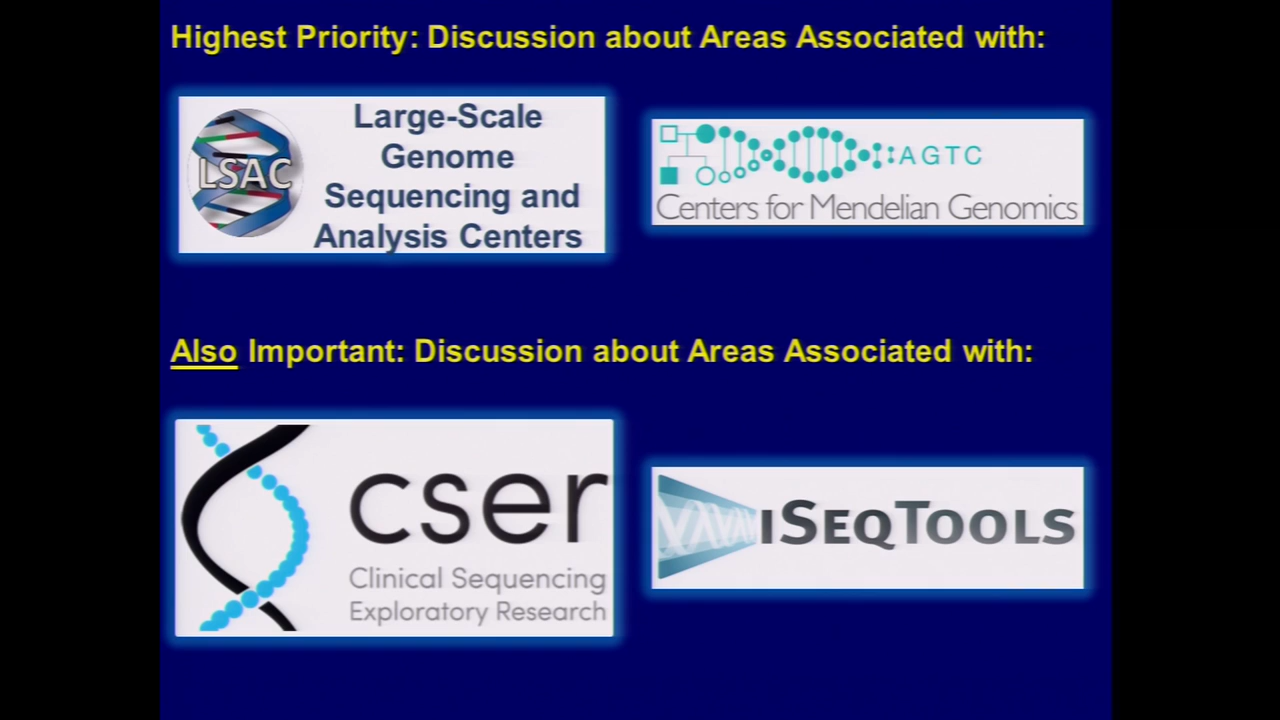 Highest Priority: Discussion about Areas Associated with:
LSAC
Large-Scale
Genome
Sequencing and
Analysis Centers
AGTC
Centers for Mendelian Genomics
Also Important: Discussion about Areas Associated with:
cser
Clinical Sequencing
Exploratory Research
iSEQTOOLS